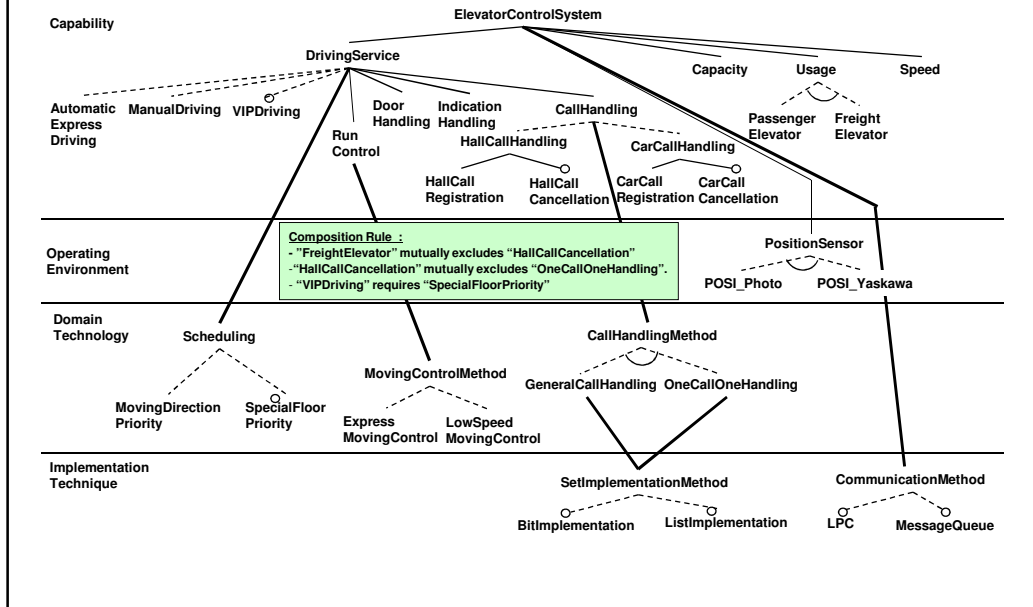 Capability
ElevatorControlSystem
DrivingService
Capacity
Usage
Speed
Automatic
Express
Driving
ManualDriving
VIPDriving
Run
Control
Door
Handling
Indication
Handling
CallHandling
Passenger
Elevator
Freight
Elevator
HallCallHandling
CarCallHandling
HallCall
Registration
HallCall
Cancellation
CarCall
Registration
CarCall
Cancellation
Operating
Environment
Composition Rule :
- "FreightElevator" mutually excludes “HallCallCancellation”
-“HallCallCancellation” mutually excludes “OneCallOneHandling”.
- “VIPDriving” requires “SpecialFloorPriority”
PositionSensor
POSI_Photo
POSI_Yaskawa
Domain
Technology
Scheduling
MovingDirection
Priority
SpecialFloor
Priority
MovingControlMethod
Express
MovingControl
LowSpeed
MovingControl
CallHandlingMethod
GeneralCallHandling
OneCallOneHandling
Implementation
Technique
SetImplementationMethod
BitImplementation
ListImplementation
CommunicationMethod
LPC
MessageQueue